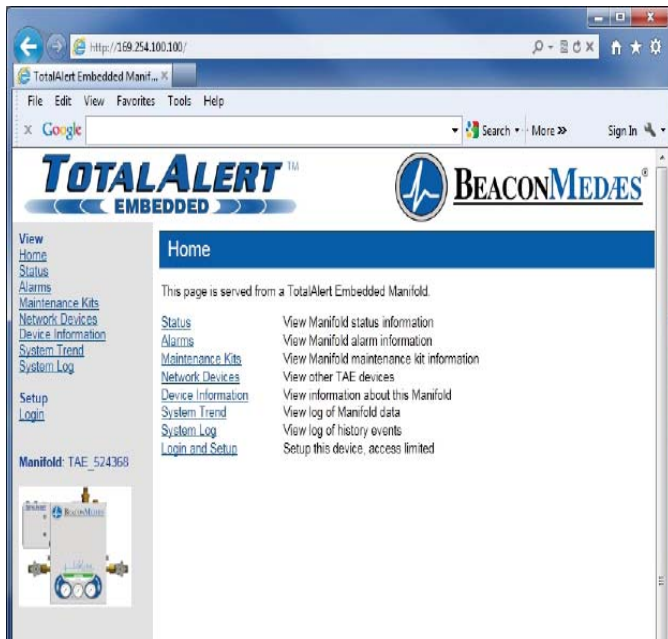 http://169.254.100.100/
TotalAlert Embedded Manif...
File Edit View Favorites Tools Help
x Google Search More » Sign In
TOTALALERT TM
EMBEDDED
BEACONMEDÆS®
View
Home
Status
Alarms
Maintenance Kits
Network Devices
Device Information
System Trend
System Log
Setup
Login
Manifold: TAE_524368
BEACONMEDÆS
Home
This page is served from a TotalAlert Embedded Manifold.
Status View Manifold status information
Alarms View Manifold alarm information
Maintenance Kits View Manifold maintenance kit information
Network Devices View other TAE devices
Device Information View information about this Manifold
System Trend View log of Manifold data
System Log View log of history events
Login and Setup Setup this device, access limited